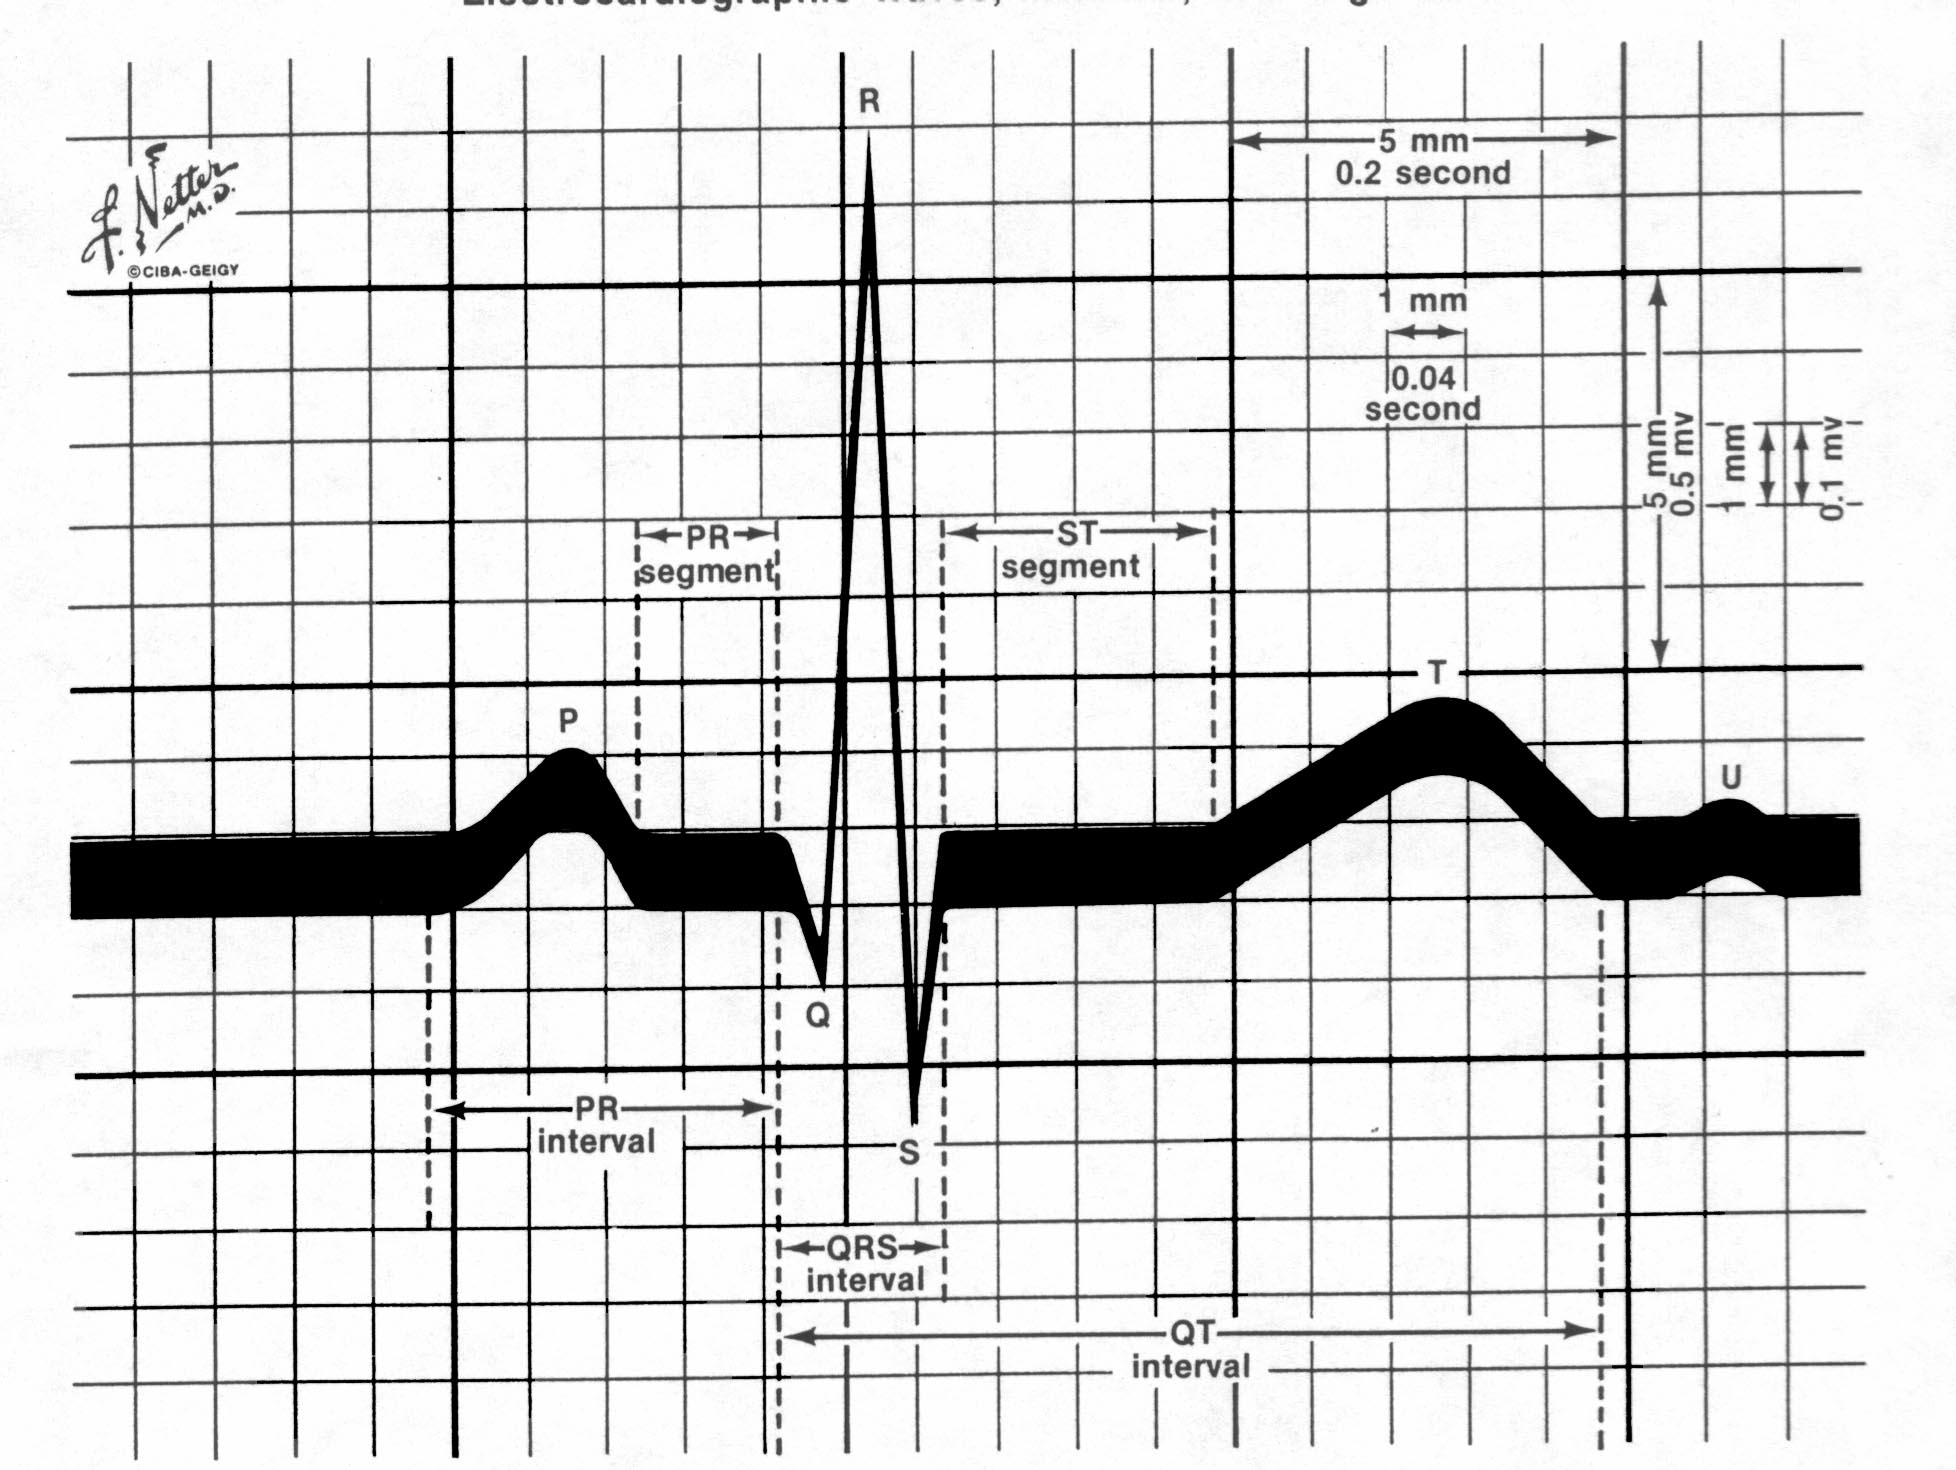 R
5 mm
0.2 second
F. Netter
M.D.
©CIBA-GEIGY
1 mm
0.04
second
5 mm
0.5 mv
1 mm
0.1 mv
PR
segment
ST
segment
P
T
U
Q
PR
interval
S
QRS
interval
QT
interval